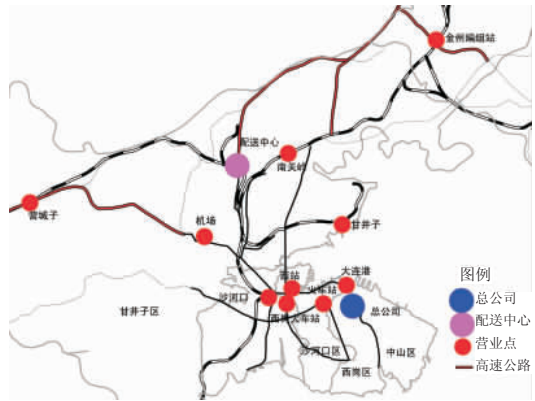 金州编组站
配送中心
南关岭
营城子
机场
甘井子
西站
大连港
沙河口
火车站
甘井子区
西岗火车站
总公司
沙河口区
中山区
西岗区
图例
总公司
配送中心
营业点
高速公路